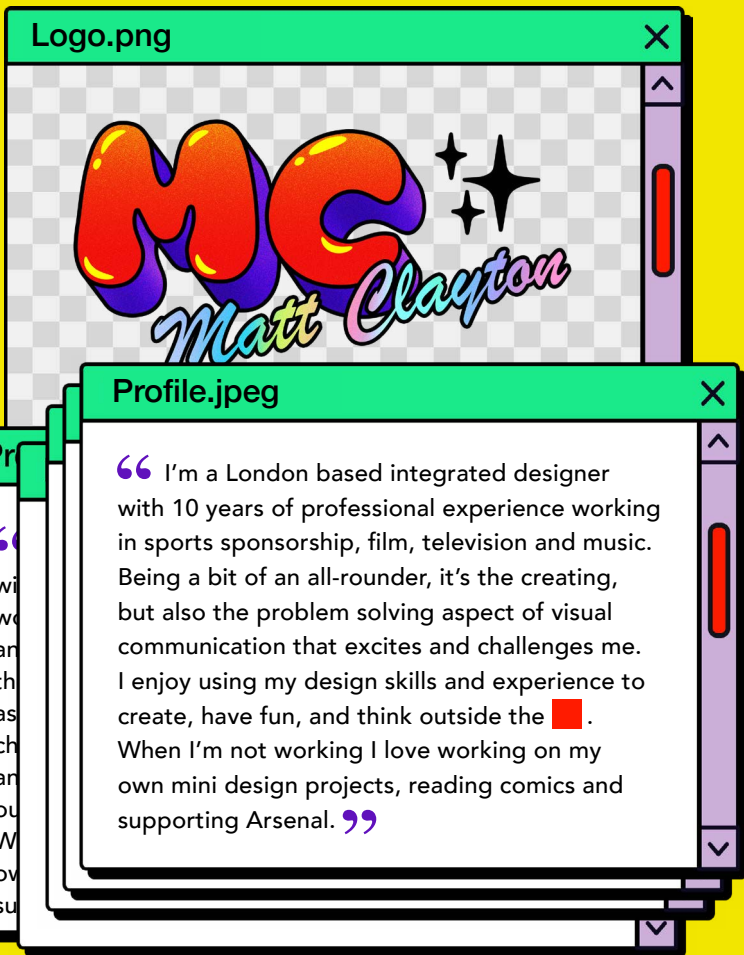 Logo.png
MC
Matt Clayton
Profile.jpeg
“ I’m a London based integrated designer
with 10 years of professional experience working
in sports sponsorship, film, television and music.
Being a bit of an all-rounder, it’s the creating,
but also the problem solving aspect of visual
communication that excites and challenges me.
I enjoy using my design skills and experience to
create, have fun, and think outside the .
When I’m not working I love working on my
own mini design projects, reading comics and
supporting Arsenal. ”